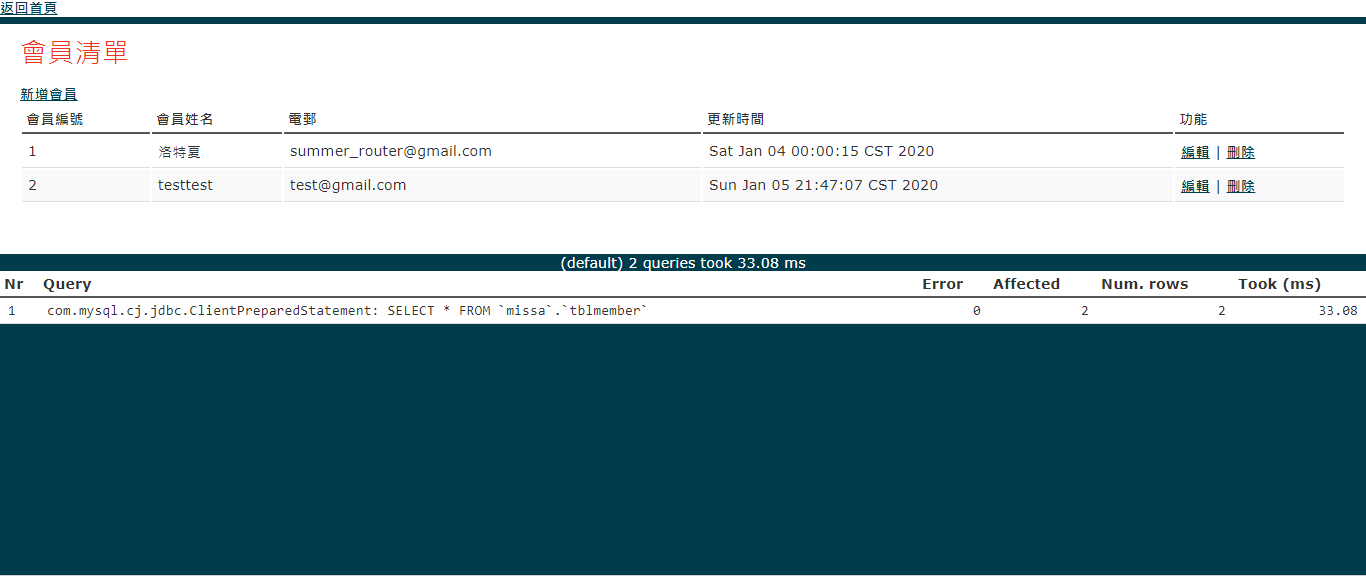 返回首頁
會員清單
新增會員
會員編號 會員姓名 電郵 更新時間 功能
1 洛特夏 summer_router@gmail.com Sat Jan 04 00:00:15 CST 2020 編輯 | 刪除
2 testtest test@gmail.com Sun Jan 05 21:47:07 CST 2020 編輯 | 刪除
(default) 2 queries took 33.08 ms
Nr Query Error Affected Num. rows Took (ms)
1 com.mysql.cj.jdbc.ClientPreparedStatement: SELECT * FROM `missa`.`tblmember` 0 2 2 33.08